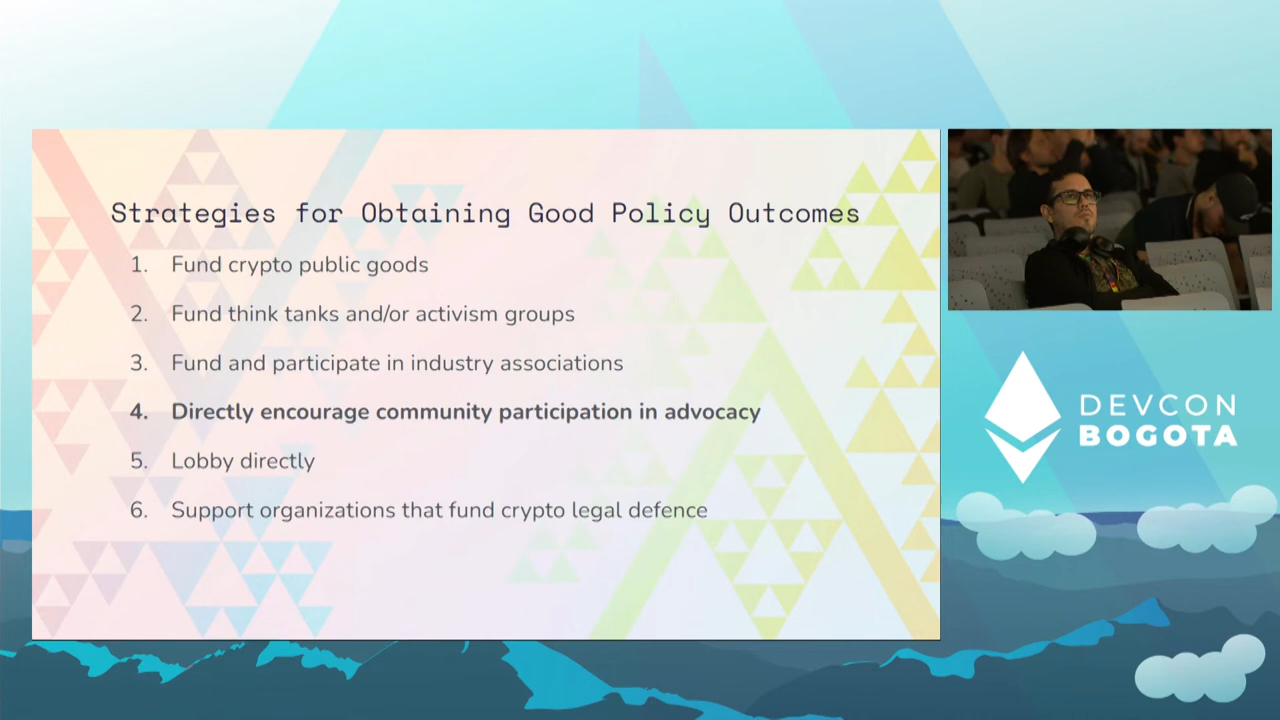 Strategies for Obtaining Good Policy Outcomes
1. Fund crypto public goods
2. Fund think tanks and/or activism groups
3. Fund and participate in industry associations
4. Directly encourage community participation in advocacy
5. Lobby directly
6. Support organizations that fund crypto legal defence
DEVCON
BOGOTA